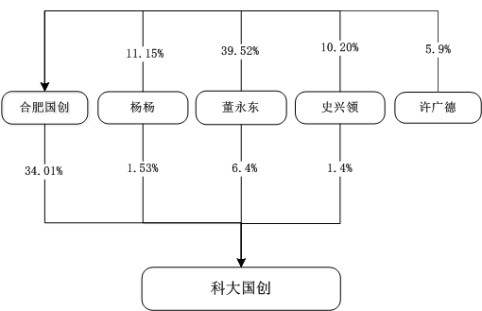 11.15%
39.52%
10.20%
5.9%
合肥国创
杨杨
董永东
史兴领
许广德
34.01%
1.53%
6.4%
1.4%
科大国创